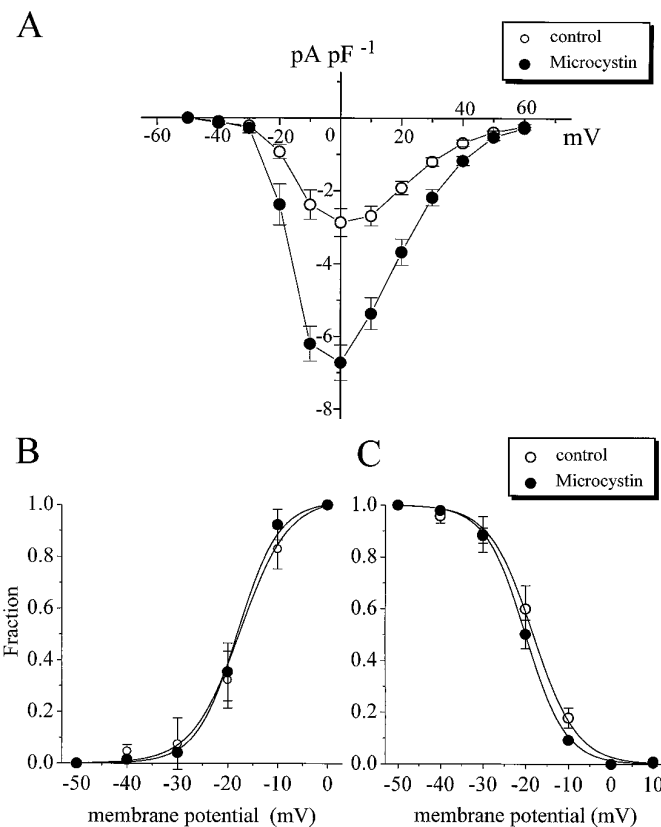 A
pA pF -1
control
Microcystin
-60 -40 -20 0 20 40 60
mV
-2
-4
-6
-8
B
C
control
Microcystin
1.0 1.0
0.8 0.8
0.6 0.6
Fraction
0.4 0.4
0.2 0.2
0.0 0.0
-50 -40 -30 -20 -10 0 -50 -40 -30 -20 -10 0 10
membrane potential (mV) membrane potential (mV)